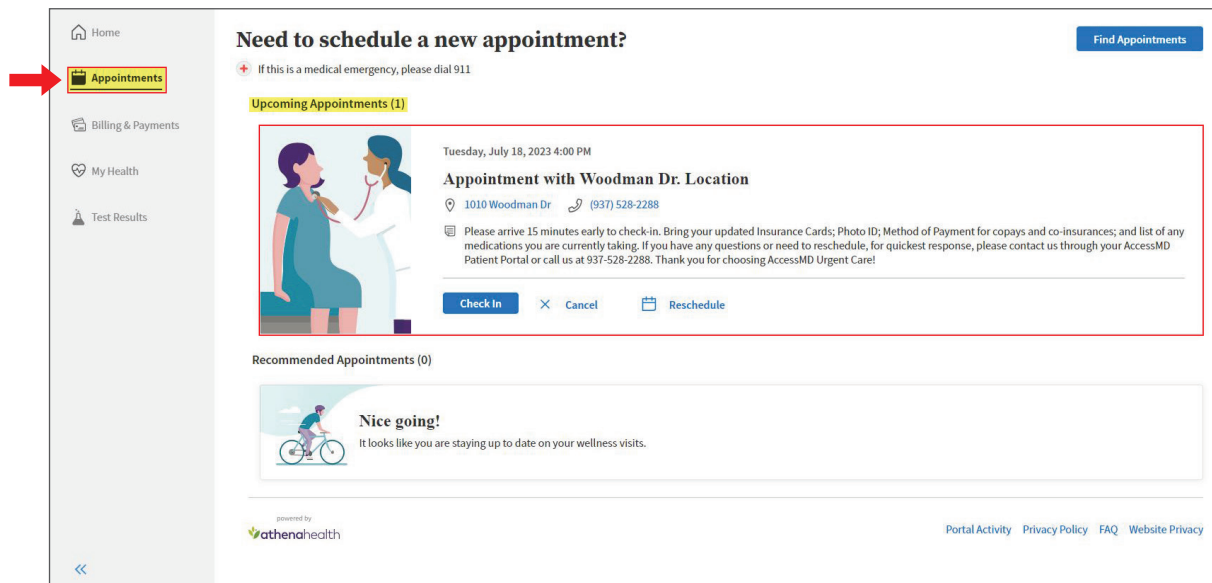 Home
Appointments
Billing & Payments
My Health
Test Results
Need to schedule a new appointment?
Find Appointments
If this is a medical emergency, please dial 911
Upcoming Appointments (1)
Tuesday, July 18, 2023 4:00 PM
Appointment with Woodman Dr. Location
1010 Woodman Dr (937) 528-2288
Please arrive 15 minutes early to check-in. Bring your updated Insurance Cards; Photo ID; Method of Payment for copays and co-insurances; and list of any
medications you are currently taking. If you have any questions or need to reschedule, for quickest response, please contact us through your AccessMD
Patient Portal or call us at 937-528-2288. Thank you for choosing AccessMD Urgent Care!
Check In Cancel Reschedule
Recommended Appointments (0)
Nice going!
It looks like you are staying up to date on your wellness visits.
powered by
athenahealth
Portal Activity Privacy Policy FAQ Website Privacy